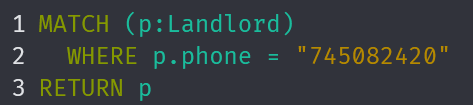 1 MATCH (p:Landlord)
2   WHERE p.phone = "745082420"
3 RETURN p